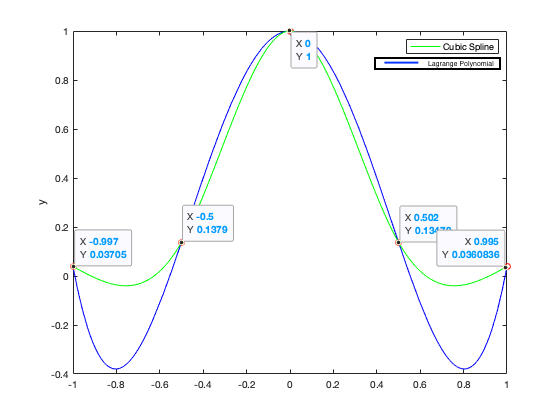 Cubic Spline
Lagrange Polynomial
X 0
Y 1
X -0.5
Y 0.1379
X 0.502
Y
X -0.997
Y 0.03705
X 0.995
Y 0.0360836
y
1
0.8
0.6
0.4
0.2
0
-0.2
-0.4
-1 -0.8 -0.6 -0.4 -0.2 0 0.2 0.4 0.6 0.8 1